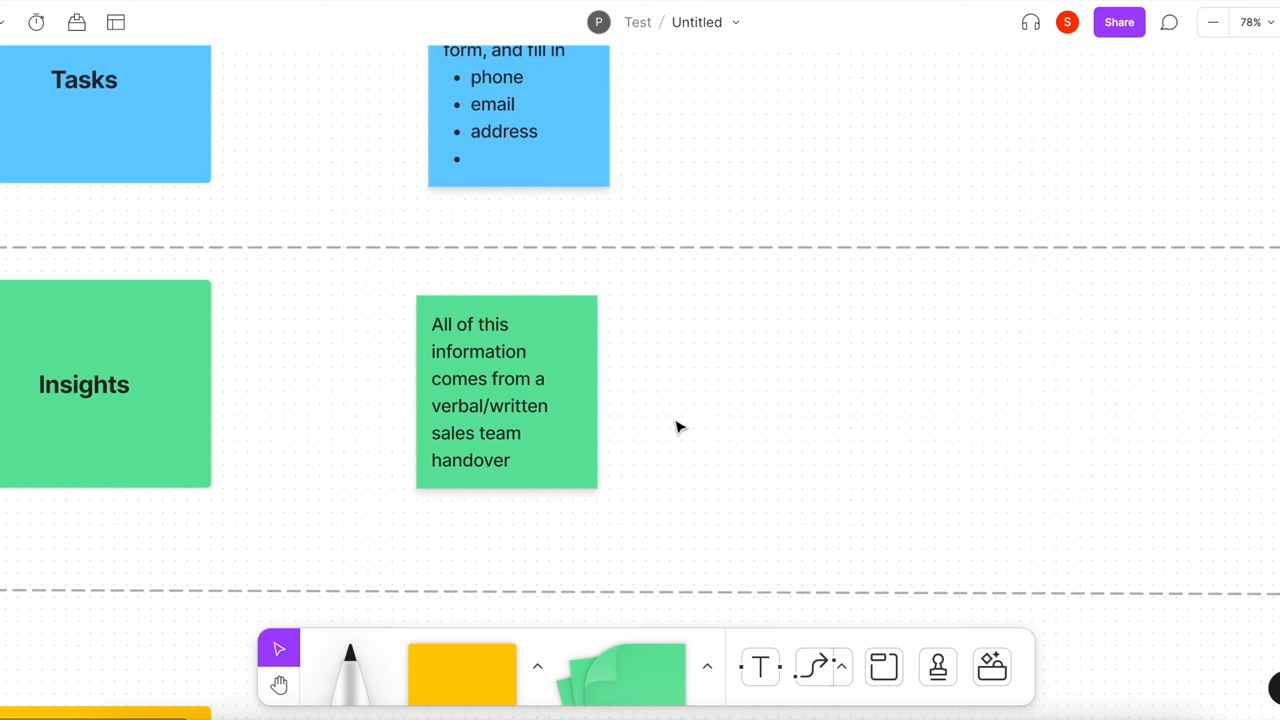 P Test / Untitled
S Share 78%
form, and fill in
Tasks
• phone
• email
• address
•
Insights
All of this
information
comes from a
verbal/written
sales team
handover
T